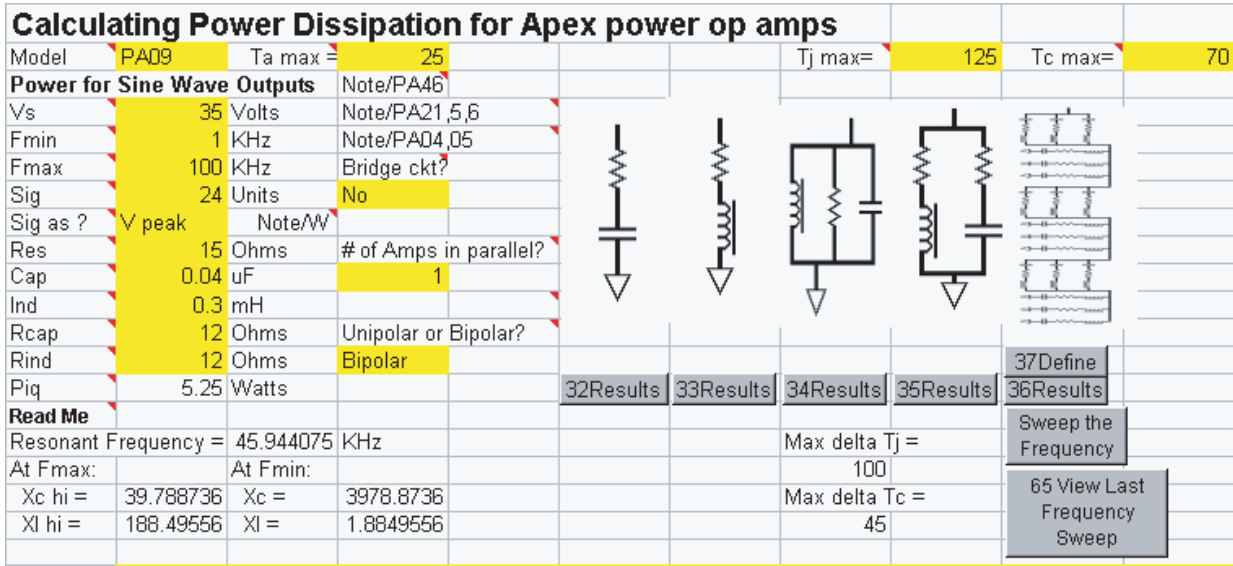 Calculating Power Dissipation for Apex power op amps
Model PA09 Ta max = 25 Tj max= 125 Tc max= 70
Power for Sine Wave Outputs Note/PA46
Vs 35 Volts Note/PA21,5,6
Fmin 1 KHz Note/PA04,05
Fmax 100 KHz Bridge ckt?
Sig 24 Units No
Sig as ? V peak Note/W
Res 15 Ohms # of Amps in parallel?
Cap 0.04 uF 1
Ind 0.3 mH
Rcap 12 Ohms Unipolar or Bipolar?
Rind 12 Ohms Bipolar 37Define
Piq 5.25 Watts 32Results 33Results 34Results 35Results 36Results
Read Me
Sweep the
Frequency
Resonant Frequency = 45.944075 KHz Max delta Tj =
At Fmax: At Fmin: 100
Xc hi = 39.788736 Xc = 3978.8736 Max delta Tc =
Xl hi = 188.49556 Xl = 1.8849556 45
65 View Last
Frequency
Sweep